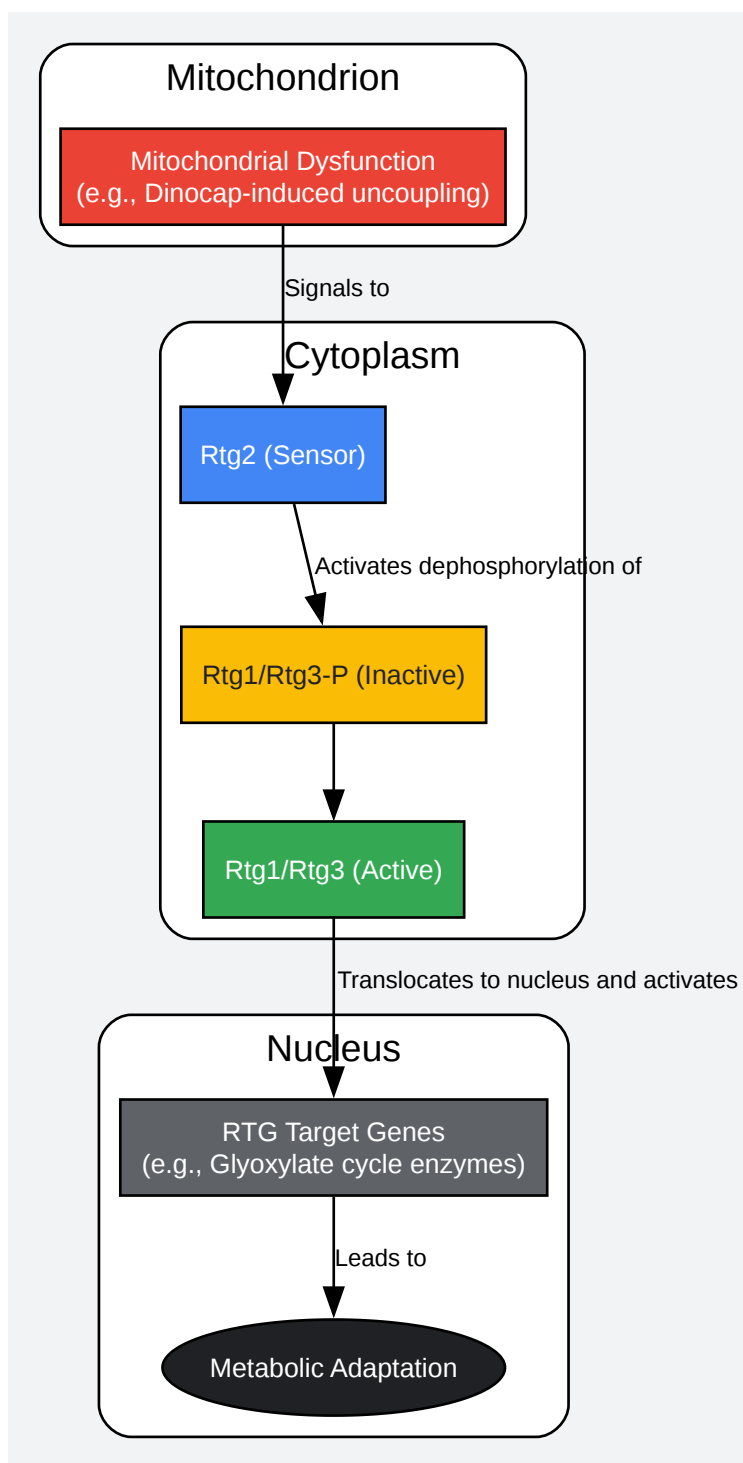 Mitochondrion
Mitochondrial Dysfunction
(e.g., Dinocap-induced uncoupling)
Signals to
Cytoplasm
Rtg2 (Sensor)
Activates dephosphorylation of
Rtg1/Rtg3-P (Inactive)
Rtg1/Rtg3 (Active)
Translocates to nucleus and activates
Nucleus
RTG Target Genes
(e.g., Glyoxylate cycle enzymes)
Leads to
Metabolic Adaptation